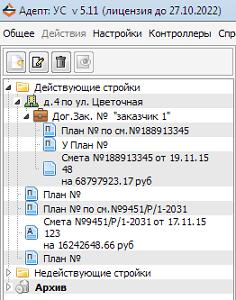 Адепт: УС v 5.11 (лицензия до 27.10.2022)
Общее Действия Настройки Контроллеры Спр
Действующие стройки
д.4 по ул. Цветочная
Дог.Зак. № "заказчик 1"
П План № по см.№188913345
П У План №
Смета №188913345 от 19.11.15
48
на 68797923.17 руб
П План №
П План № по см.№9451/Р/1-2031
Смета №9451/Р/1-2031 от 17.11.15
123
на 16242648.66 руб
П План №
Недействующие стройки
Архив